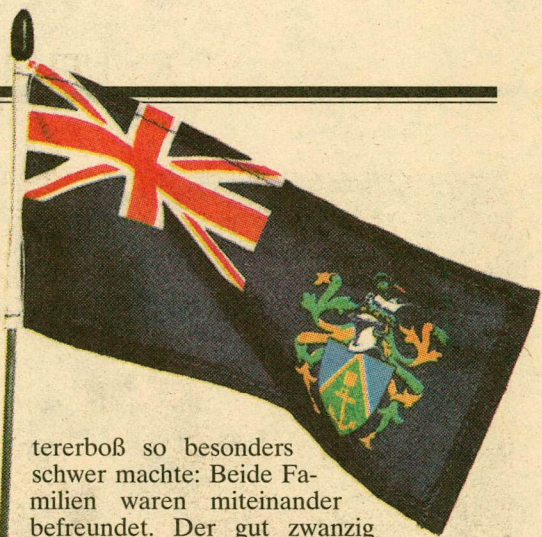 tererboß so besonders
schwer machte: Beide Fa-
milien waren miteinander
befreundet. Der gut zwanzig